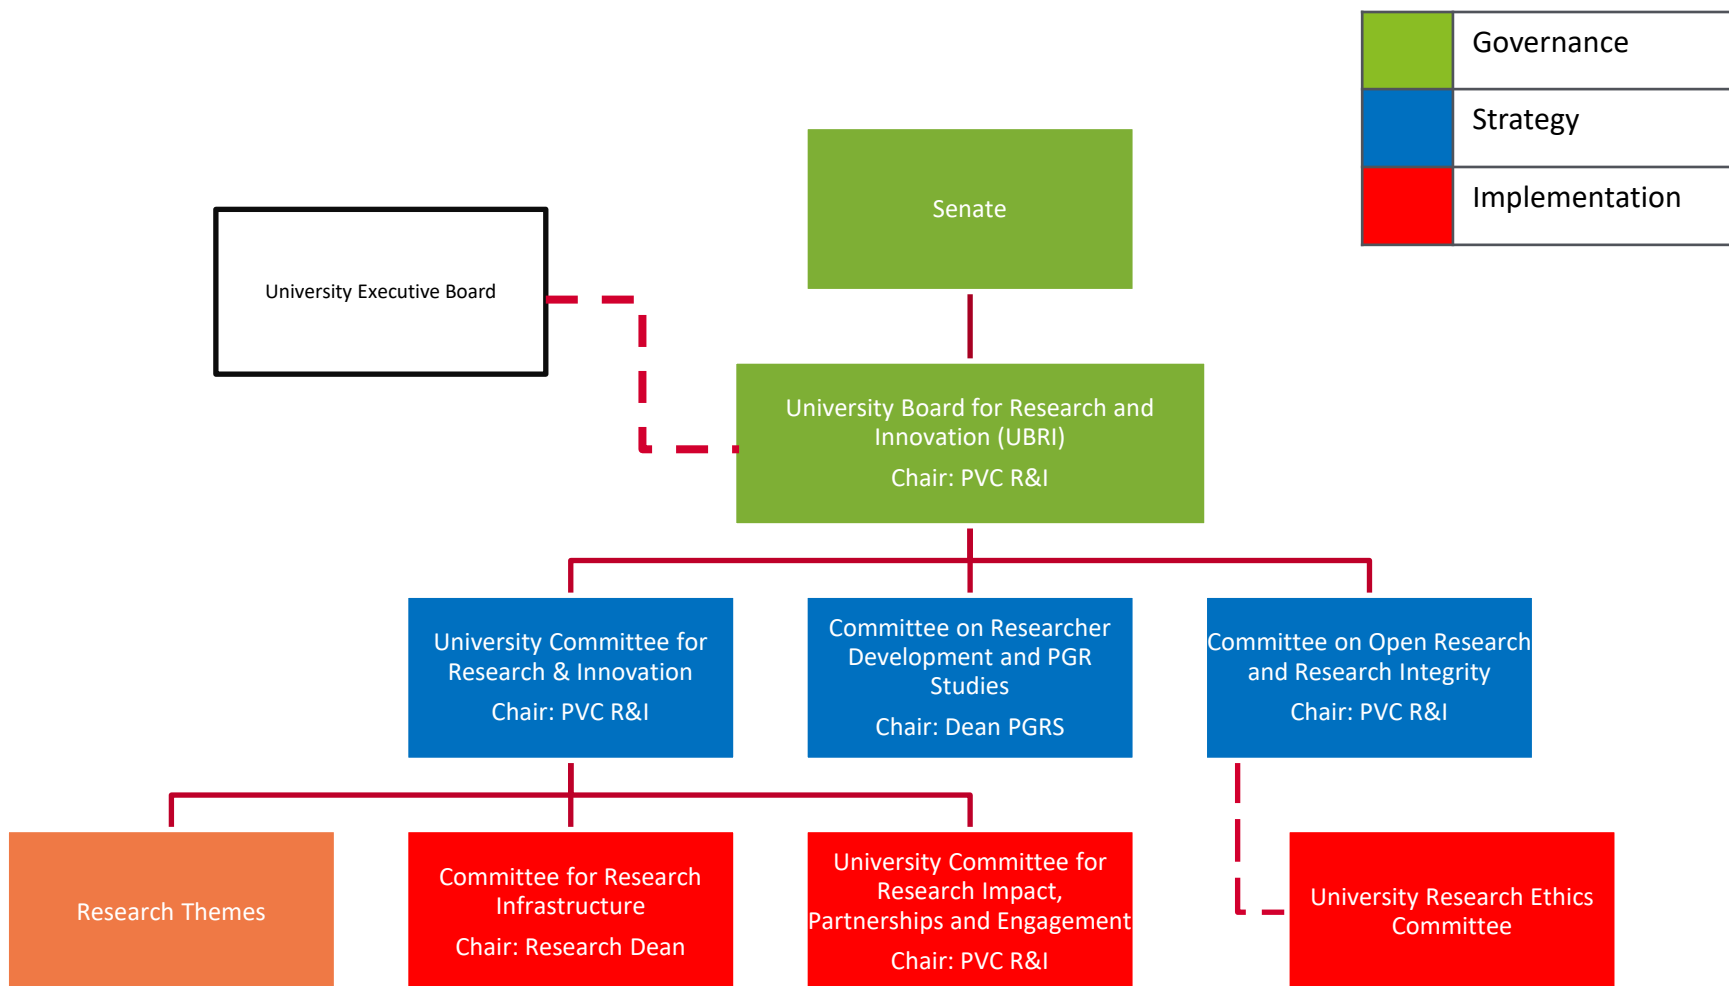 Governance
Strategy
Implementation
Senate
University Executive Board
University Board for Research and
Innovation (UBRI)
Chair: PVC R&I
University Committee for
Research & Innovation
Chair: PVC R&I
Committee on Researcher
Development and PGR
Studies
Chair: Dean PGRS
Committee on Open Research
and Research Integrity
Chair: PVC R&I
Research Themes
Committee for Research
Infrastructure
Chair: Research Dean
University Committee for
Research Impact,
Partnerships and Engagement
Chair: PVC R&I
University Research Ethics
Committee